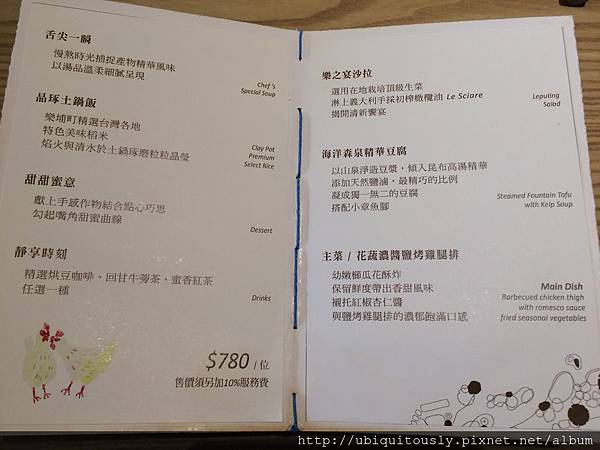 舌尖一瞬
慢熬時光捕捉產物精華風味
以湯品溫柔細膩呈現
Chef 's
Special Soup
品琢土鍋飯
樂埔町精選台灣各地
特色美味稻米
焰火與清水於土鍋琢磨粒粒晶瑩
Clay Pot
Premium
Select Rice
甜甜蜜意
獻上手感作物結合點心巧思
勾起嘴角甜蜜曲線
Dessert
靜享時刻
精選烘豆咖啡、回甘牛蒡茶、蜜香紅茶
任選一種
Drinks
$780 / 位
售價須另加10%服務費
樂之宴沙拉
選用在地栽培頂級生菜
淋上義大利手採初榨橄欖油 Le Sciare
揭開清新饗宴
Leputing
Salad
海洋森泉精華豆腐
以山泉淨造豆漿，傾入昆布高湯精華
添加天然鹽滷，最精巧的比例
凝成獨一無二的豆腐
搭配小章魚腳
Steamed Fountain Tofu
with Kelp Soup
主菜 / 花蔬濃醬鹽烤雞腿排
幼嫩櫛瓜花酥炸
保留鮮度帶出香甜風味
襯托紅椒杏仁醬
與鹽烤雞腿排的濃郁飽滿口感
Main Dish
Barbecued chicken thigh
with romesco sauce
fried seasonal vegetables
http://ubiquitously.pixnet.net/album